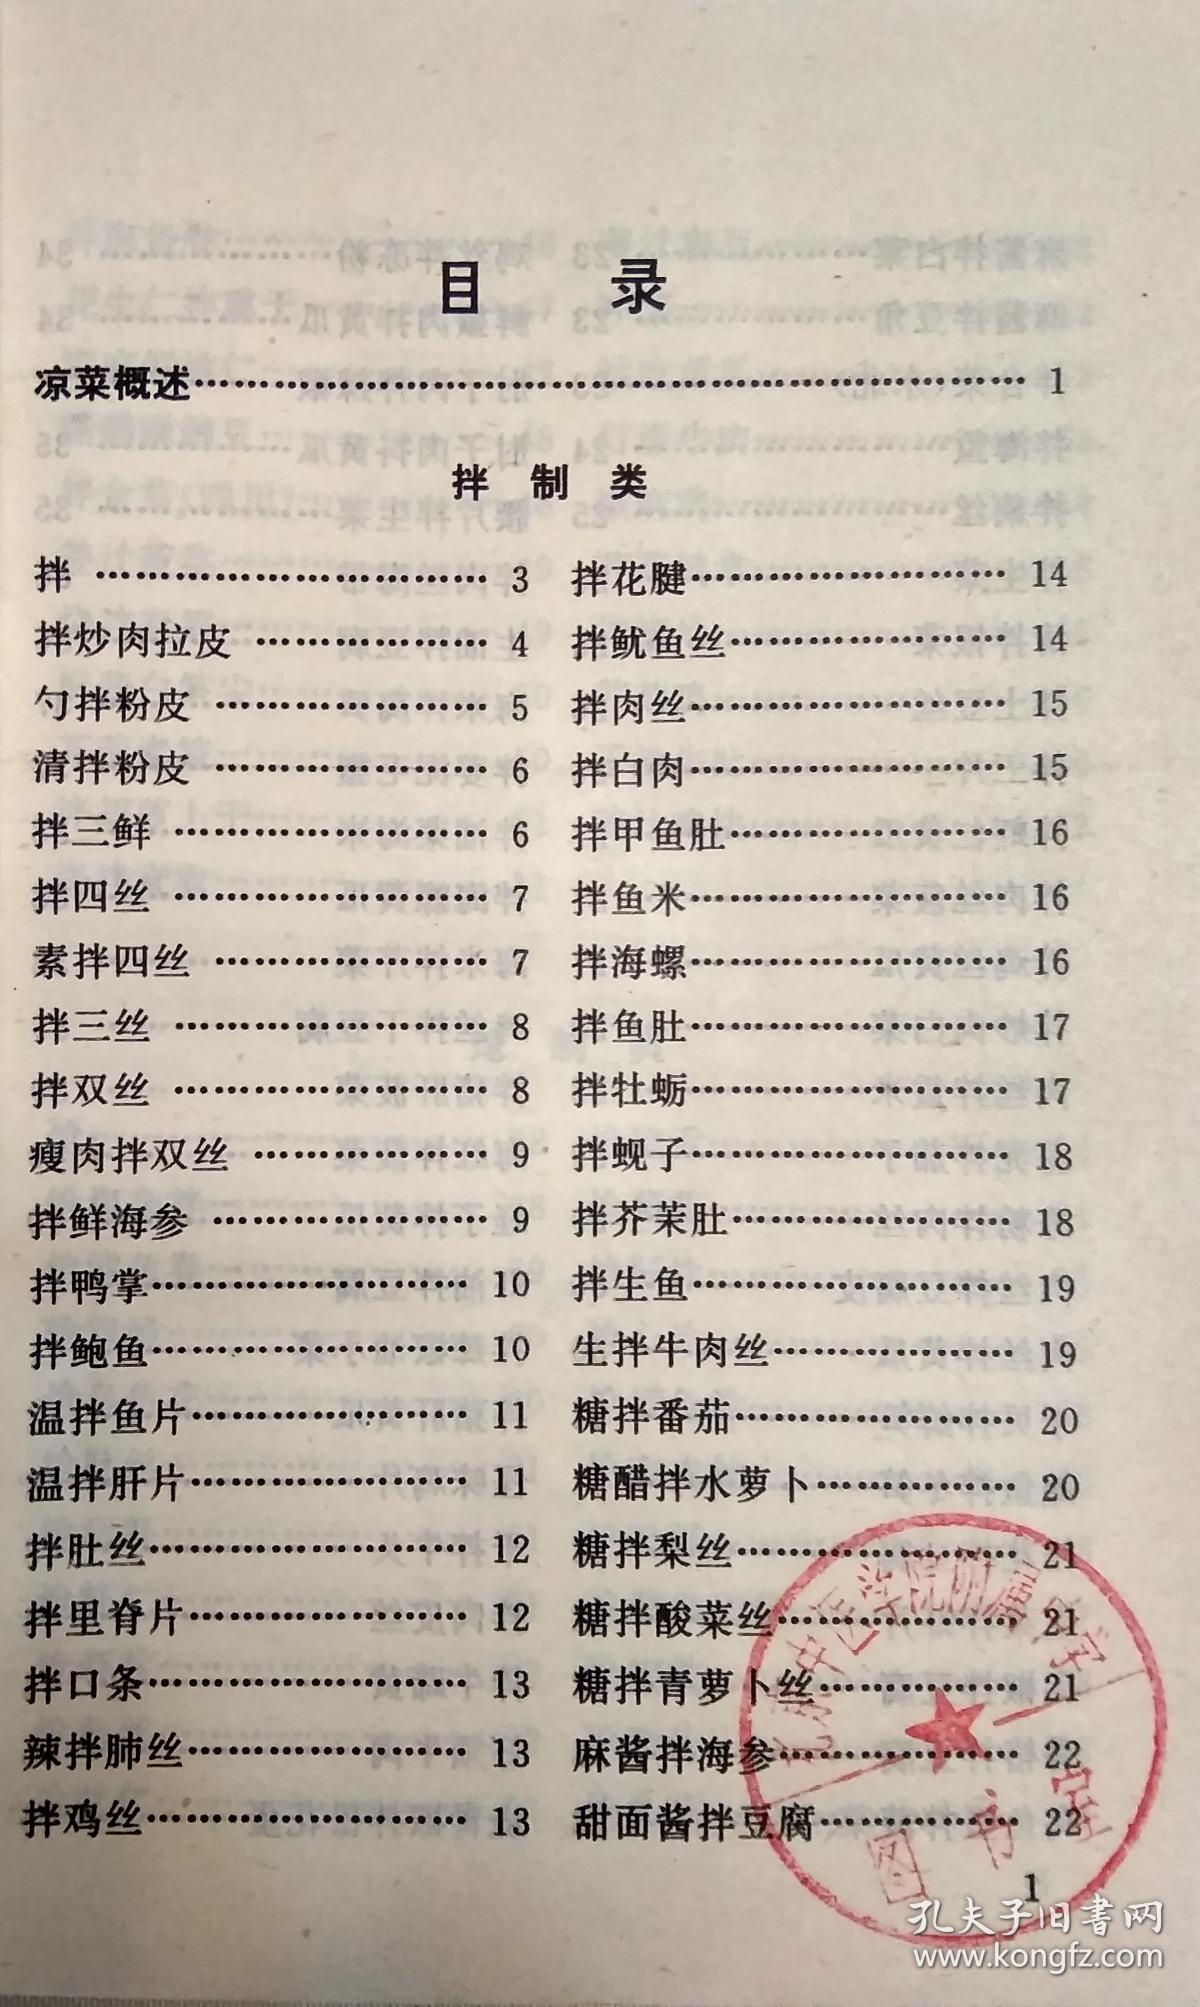 目录
凉菜概述…………………………………………………………1
拌制类
拌…………………………3
拌炒肉拉皮………………4
勺拌粉皮…………………5
清拌粉皮…………………6
拌三鲜……………………6
拌四丝……………………7
素拌四丝…………………7
拌三丝……………………8
拌双丝……………………8
瘦肉拌双丝………………9
拌鲜海参…………………9
拌鸭掌……………………10
拌鲍鱼……………………10
温拌鱼片…………………11
温拌肝片…………………11
拌肚丝……………………12
拌里脊片…………………12
拌口条……………………13
辣拌肺丝…………………13
拌鸡丝……………………13
拌花腱……………………14
拌鱿鱼丝…………………14
拌肉丝……………………15
拌白肉……………………15
拌甲鱼肚…………………16
拌鱼米……………………16
拌海螺……………………16
拌鱼肚……………………17
拌牡蛎……………………17
拌蚬子……………………18
拌芥茉肚…………………18
拌生鱼……………………19
生拌牛肉丝………………19
糖拌番茄…………………20
糖醋拌水萝卜……………20
糖拌梨丝…………………21
糖拌酸菜丝………………21
糖拌青萝卜丝……………21
麻酱拌海参………………22
甜面酱拌豆腐……………22
1
中医学院附属
图书室
孔夫子旧书网
www.kongfz.com